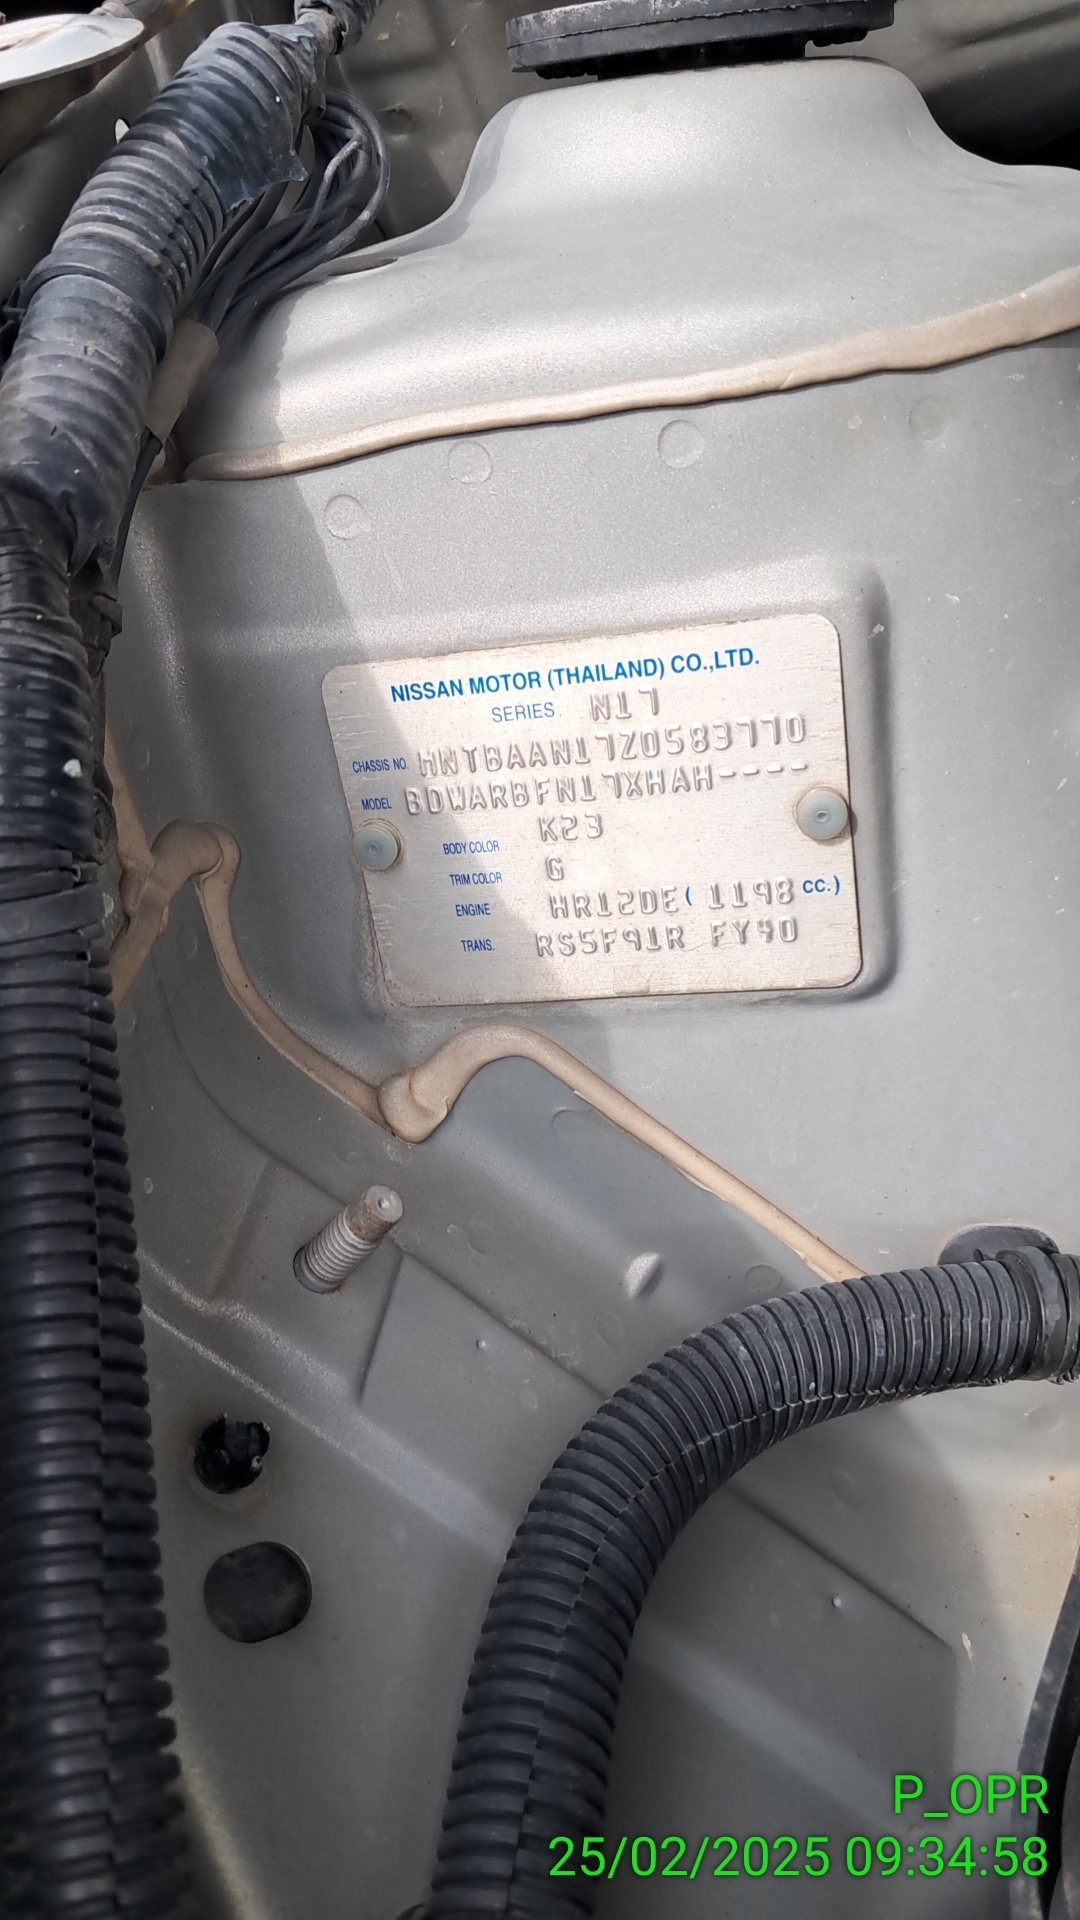 NISSAN MOTOR (THAILAND) CO.,LTD.
SERIES. N17
CHASSIS NO. MNTBAAN17Z0583770
MODEL BDWARBFN17XHAH----
BODY COLOR K23
TRIM COLOR G
ENGINE HR12DE ( 1198 CC.)
TRANS. RS5F91R FY40
P_OPR
25/02/2025 09:34:58